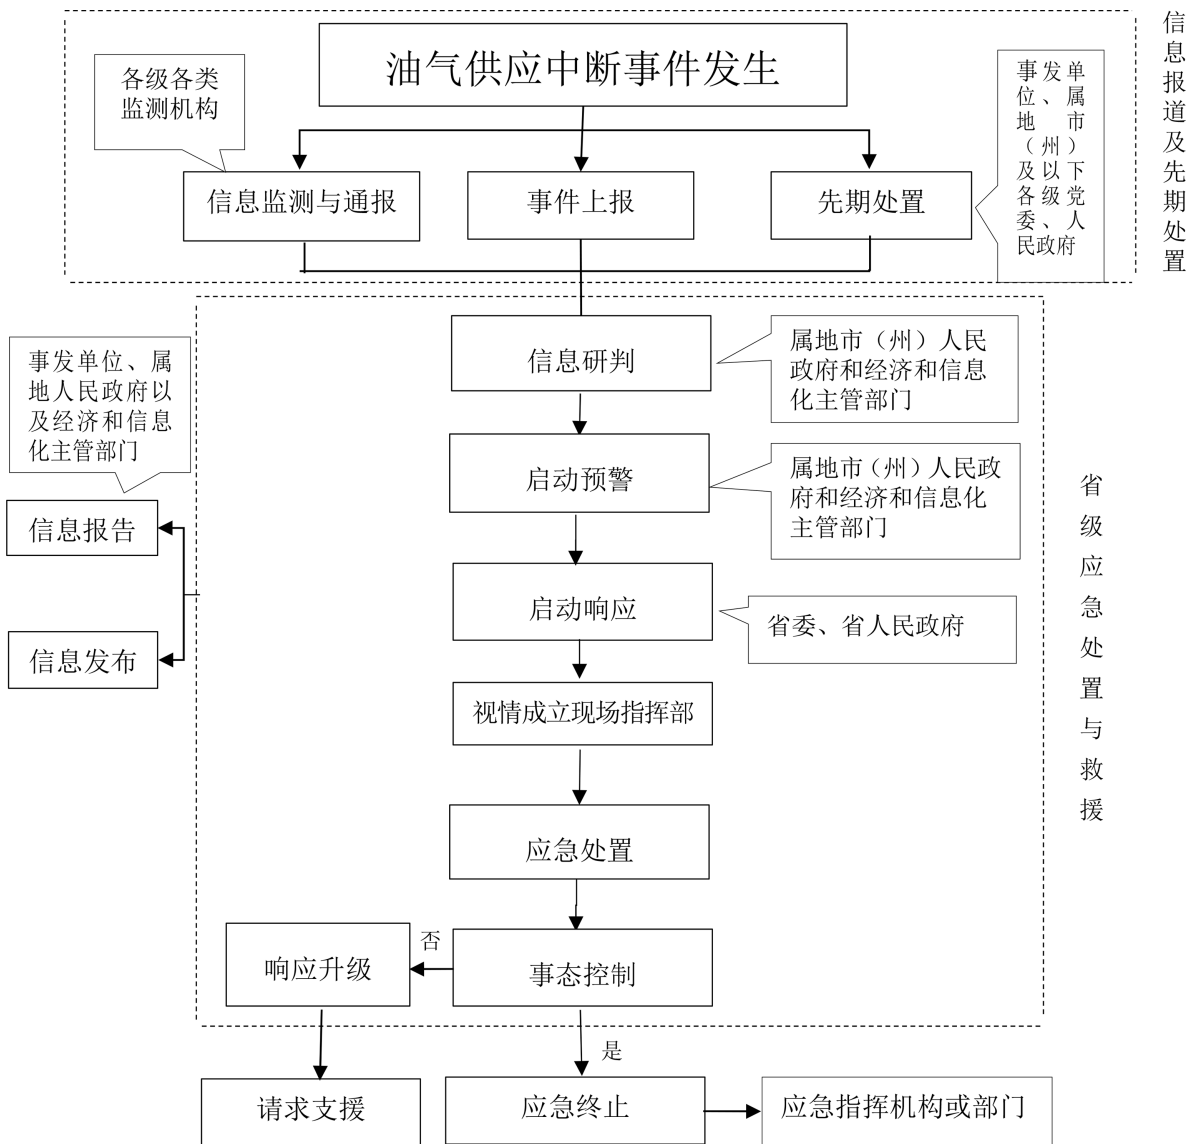 油气供应中断事件发生
各级各类
监测机构
事发单
位、属
地市
（州）
及以下
各级党
委、人
民政府
信息报道及先期处置
信息监测与通报
事件上报
先期处置
信息研判
属地市（州）人民
政府和经济和信息
化主管部门
事发单位、属
地人民政府以
及经济和信息
化主管部门
启动预警
属地市（州）人民政
府和经济和信息化
主管部门
省级应急处置与救援
信息报告
启动响应
省委、省人民政府
信息发布
视情成立现场指挥部
应急处置
否
响应升级
事态控制
是
请求支援
应急终止
应急指挥机构或部门